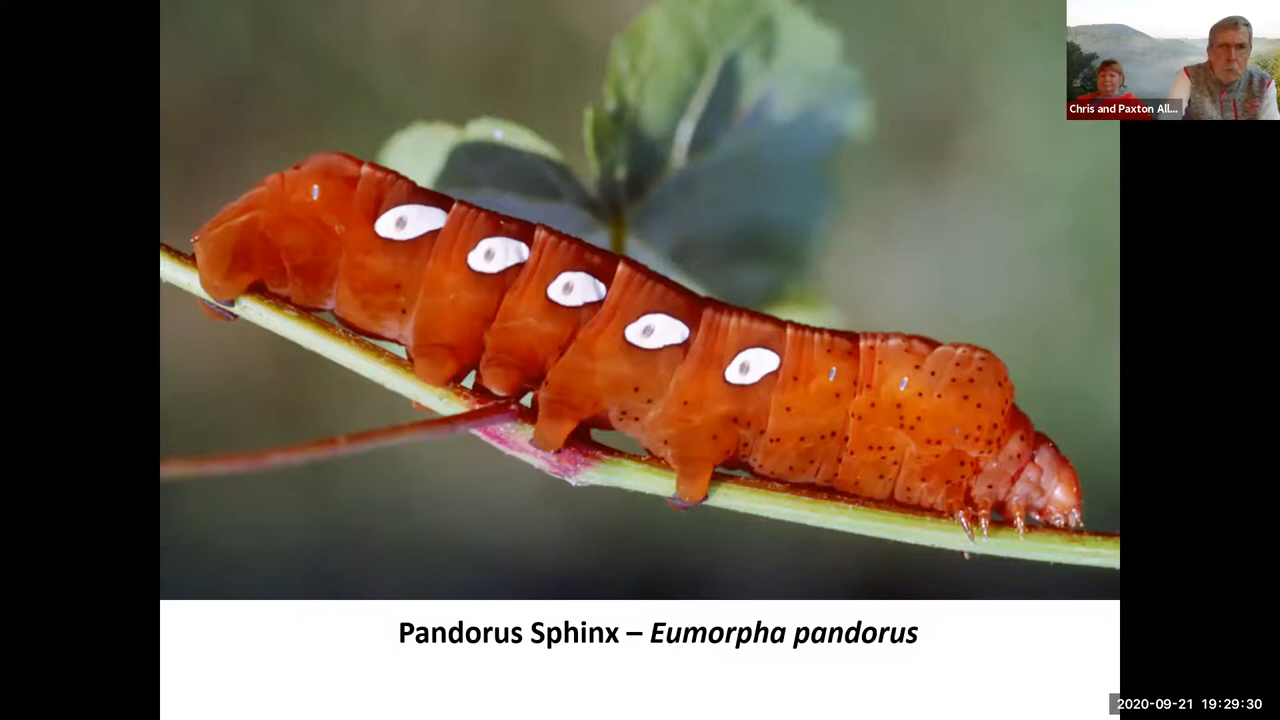 Chris and Paxton All...
Pandorus Sphinx – Eumorpha pandorus
2020-09-21 19:29:30